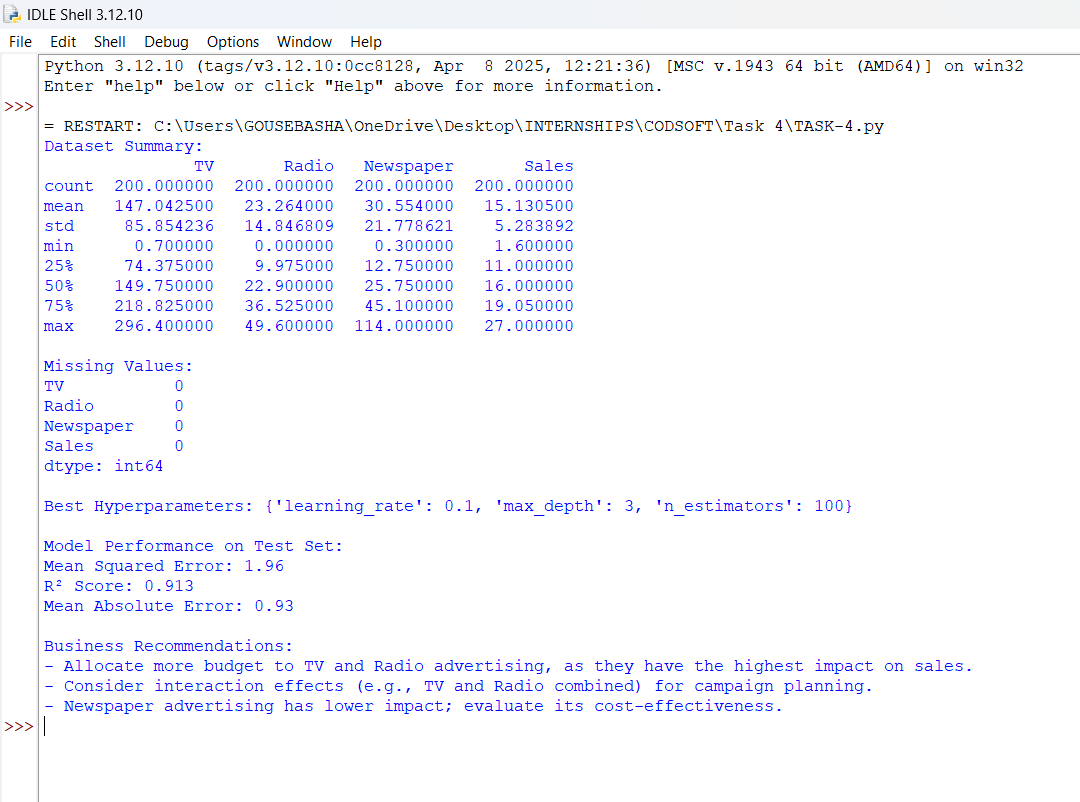 IDLE Shell 3.12.10
File Edit Shell Debug Options Window Help
Python 3.12.10 (tags/v3.12.10:0cc8128, Apr  8 2025, 12:21:36) [MSC v.1943 64 bit (AMD64)] on win32
Enter "help" below or click "Help" above for more information.
>>>
= RESTART: C:\Users\GOUSEBASHA\OneDrive\Desktop\INTERNSHIPS\CODSOFT\Task 4\TASK-4.py
Dataset Summary:
               TV       Radio   Newspaper       Sales
count  200.000000  200.000000  200.000000  200.000000
mean   147.042500   23.264000   30.554000   15.130500
std     85.854236   14.846809   21.778621    5.283892
min      0.700000    0.000000    0.300000    1.600000
25%     74.375000    9.975000   12.750000   11.000000
50%    149.750000   22.900000   25.750000   16.000000
75%    218.825000   36.525000   45.100000   19.050000
max    296.400000   49.600000  114.000000   27.000000
Missing Values:
TV           0
Radio        0
Newspaper    0
Sales        0
dtype: int64
Best Hyperparameters: {'learning_rate': 0.1, 'max_depth': 3, 'n_estimators': 100}
Model Performance on Test Set:
Mean Squared Error: 1.96
R² Score: 0.913
Mean Absolute Error: 0.93
Business Recommendations:
- Allocate more budget to TV and Radio advertising, as they have the highest impact on sales.
- Consider interaction effects (e.g., TV and Radio combined) for campaign planning.
- Newspaper advertising has lower impact; evaluate its cost-effectiveness.
>>>